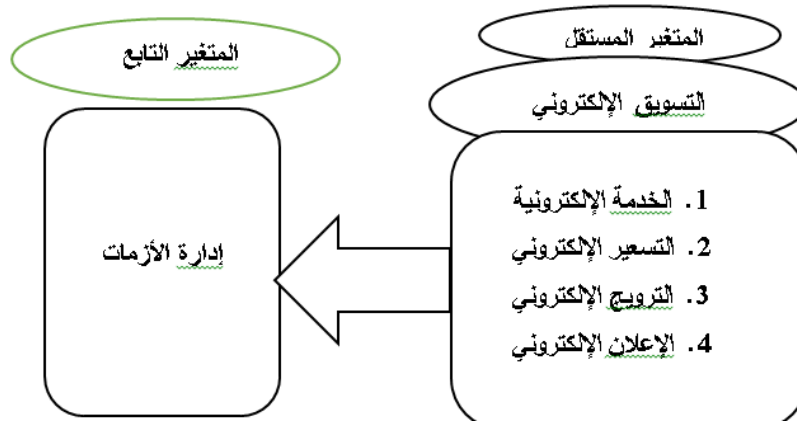 المتغير المستقل
التسويق الإلكتروني
1. الخدمة الإلكترونية
2. التسعير الإلكتروني
3. الترويج الإلكتروني
4. الإعلان الإلكتروني
المتغير التابع
إدارة الأزمات